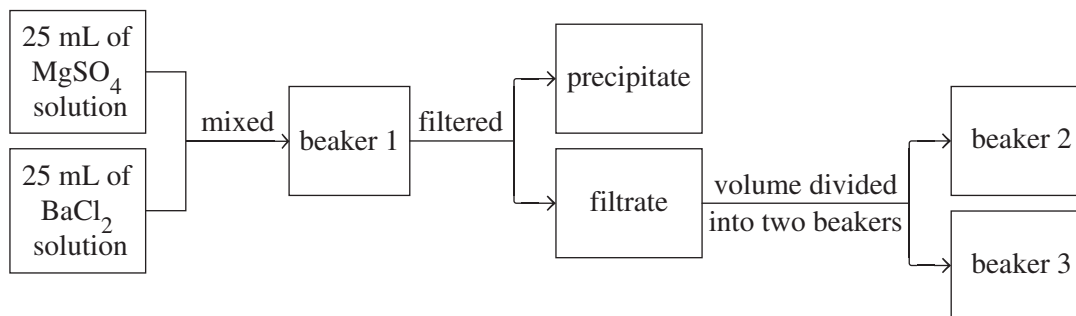 25 mL of
MgSO4
solution
25 mL of
BaCl2
solution
mixed
beaker 1
filtered
precipitate
filtrate
volume divided
into two beakers
beaker 2
beaker 3